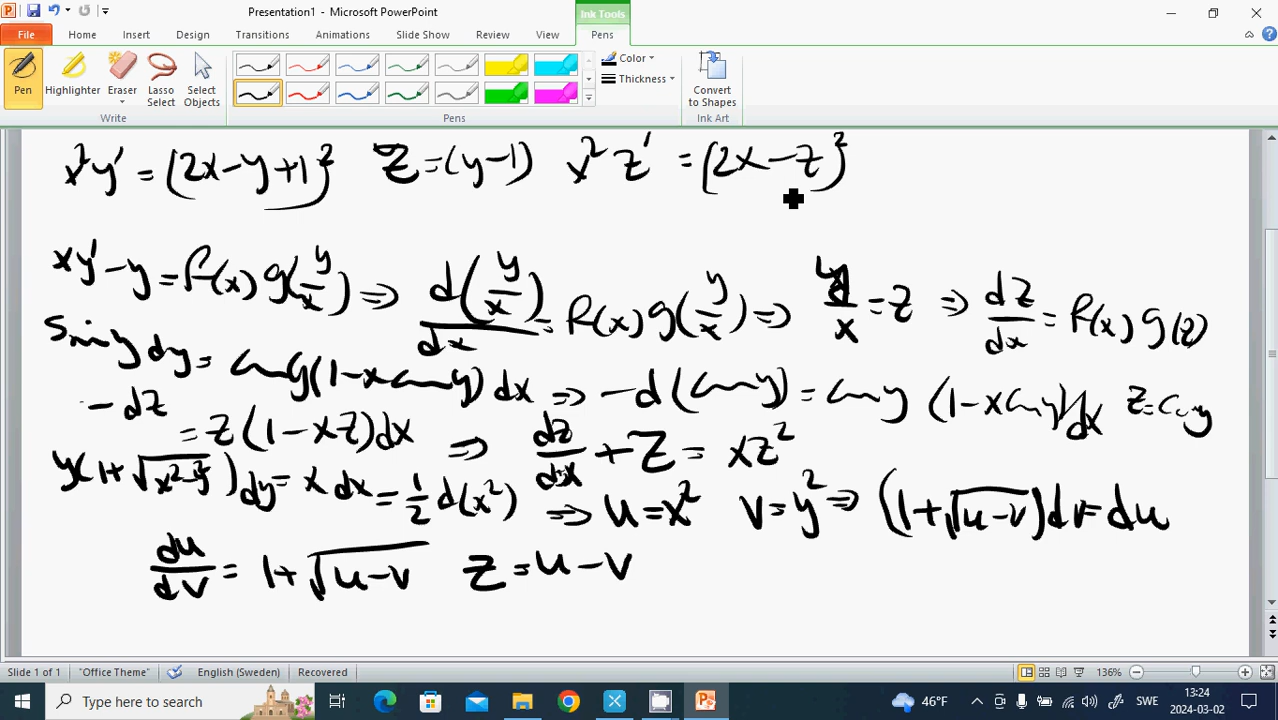 Presentation1 - Microsoft PowerPoint
Ink Tools
File Home Insert Design Transitions Animations Slide Show Review View Pens
Pen Highlighter Eraser Lasso Select Select Objects
Color
Thickness
Convert to Shapes
Write Pens Ink Art
x²y' = (2x-y+1)² z = (y-1) x²z' = (2x-z)²
xy'-y = f(x)g(y/x) ⇒ d(y/x)/dx = f(x)g(y/x) ⇒ y/x = z ⇒ dz/dx = f(x)g(z)
sin y dy = cos y(1-x cos y)dx ⇒ -d(cos y) = cos y (1-x cos y)dx z=cos y
-dz = z(1-xz)dx ⇒ dz/dx + z = xz²
y(1+√(x²-y²))dy = x dx = 1/2 d(x²) ⇒ u=x² v=y² ⇒ (1+√(u-v))dv=du
du/dv = 1+√(u-v) z=u-v
Slide 1 of 1 "Office Theme" English (Sweden) Recovered 136%
Type here to search 46°F SWE 13:24
2024-03-02